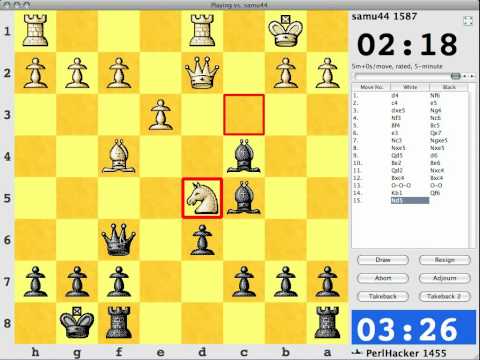 Playing vs. samu44
samu44 1587
02:18
5m+0s/move, rated, 5-minute
Move No. White Black
1. d4 Nf6
2. c4 e5
3. dxe5 Ng4
4. Nf3 Nc6
5. Bf4 Bc5
6. e3 Qe7
7. Nc3 Ngxe5
8. Nxe5 Nxe5
9. Qd5 d6
10. Be2 Be6
11. Qd2 Nxc4
12. Bxc4 Bxc4
13. O-O-O O-O
14. Kb1 Qf6
15. Nd5
Draw Resign
Abort Adjourn
Takeback Takeback 2
03:26
PerlHacker 1455
1
2
3
4
5
6
7
8
h g f e d c b a